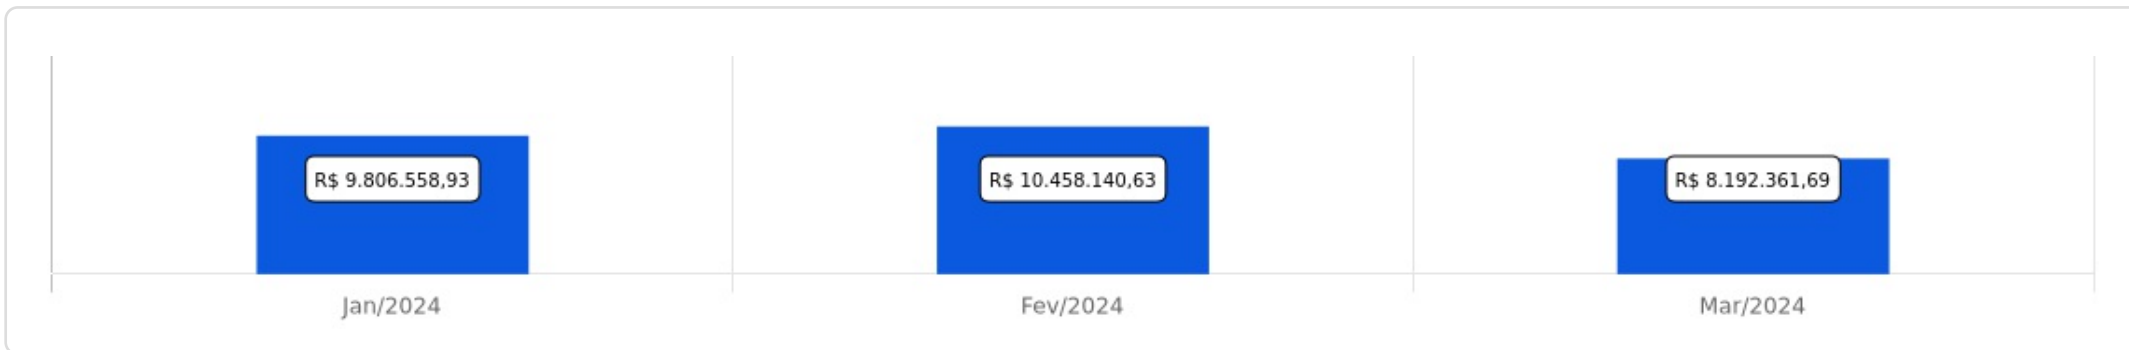 R$ 9.806.558,93
R$ 10.458.140,63
R$ 8.192.361,69
Jan/2024
Fev/2024
Mar/2024